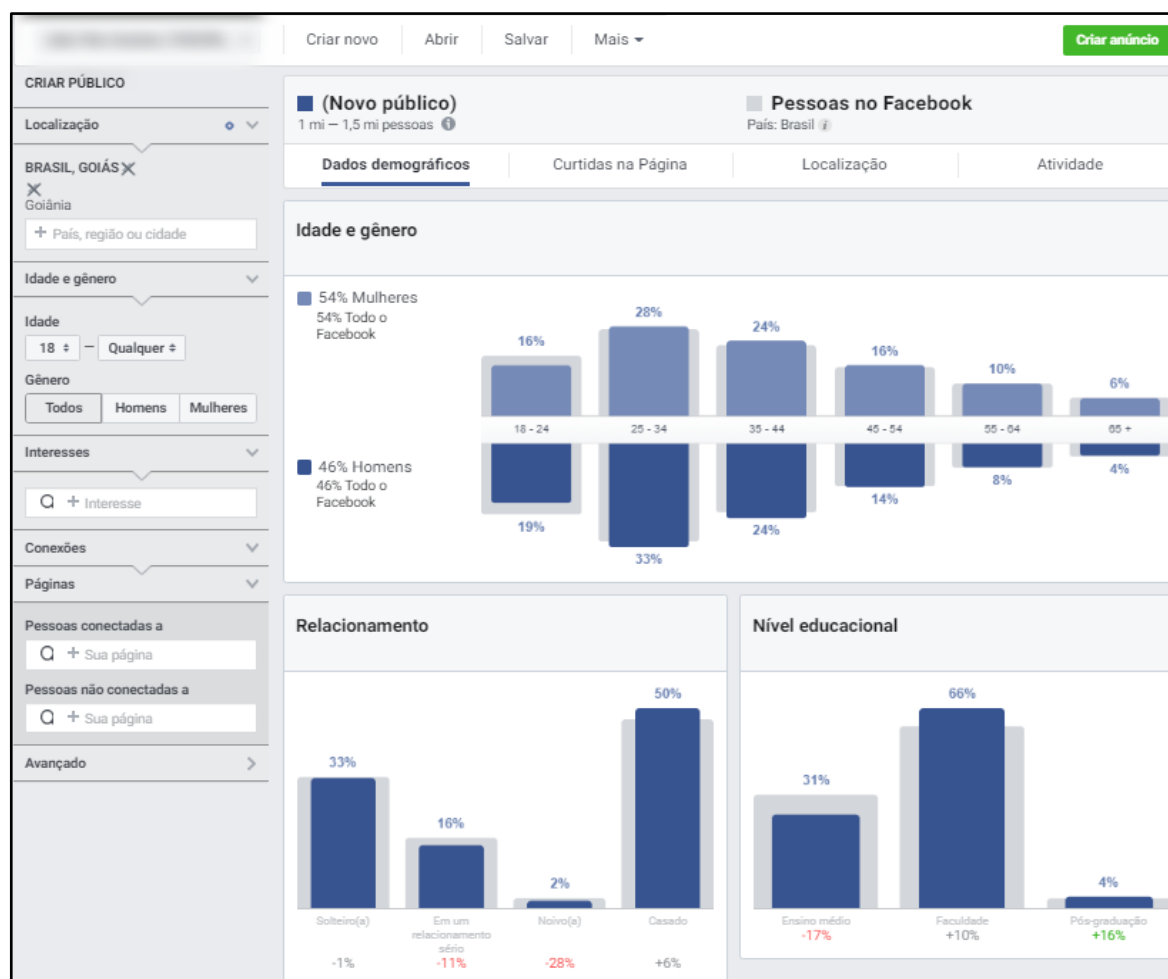 Criar novo
Abrir
Salvar
Mais
Criar anúncio
CRIAR PÚBLICO
Localização
BRASIL, GOIÁS
Goiânia
País, região ou cidade
Idade e gênero
Idade
18 – Qualquer
Gênero
Todos Homens Mulheres
Interesses
Interesse
Conexões
Páginas
Pessoas conectadas a
Sua página
Pessoas não conectadas a
Sua página
Avançado
(Novo público)
1 mi – 1,5 mi pessoas
Pessoas no Facebook
País: Brasil
Dados demográficos
Curtidas na Página
Localização
Atividade
Idade e gênero
54% Mulheres
54% Todo o
Facebook
16% 28% 24% 16% 10% 6%
18 - 24 25 - 34 35 - 44 45 - 54 55 - 64 65 +
46% Homens
46% Todo o
Facebook
19% 33% 24% 14% 8% 4%
Relacionamento
33% 16% 2% 50%
Solteiro(a)
Em um
relacionamento
sério
Noivo(a)
Casado
-1% -11% -28% +6%
Nível educacional
31% 66% 4%
Ensino médio Faculdade Pós-graduação
-17% +10% +16%